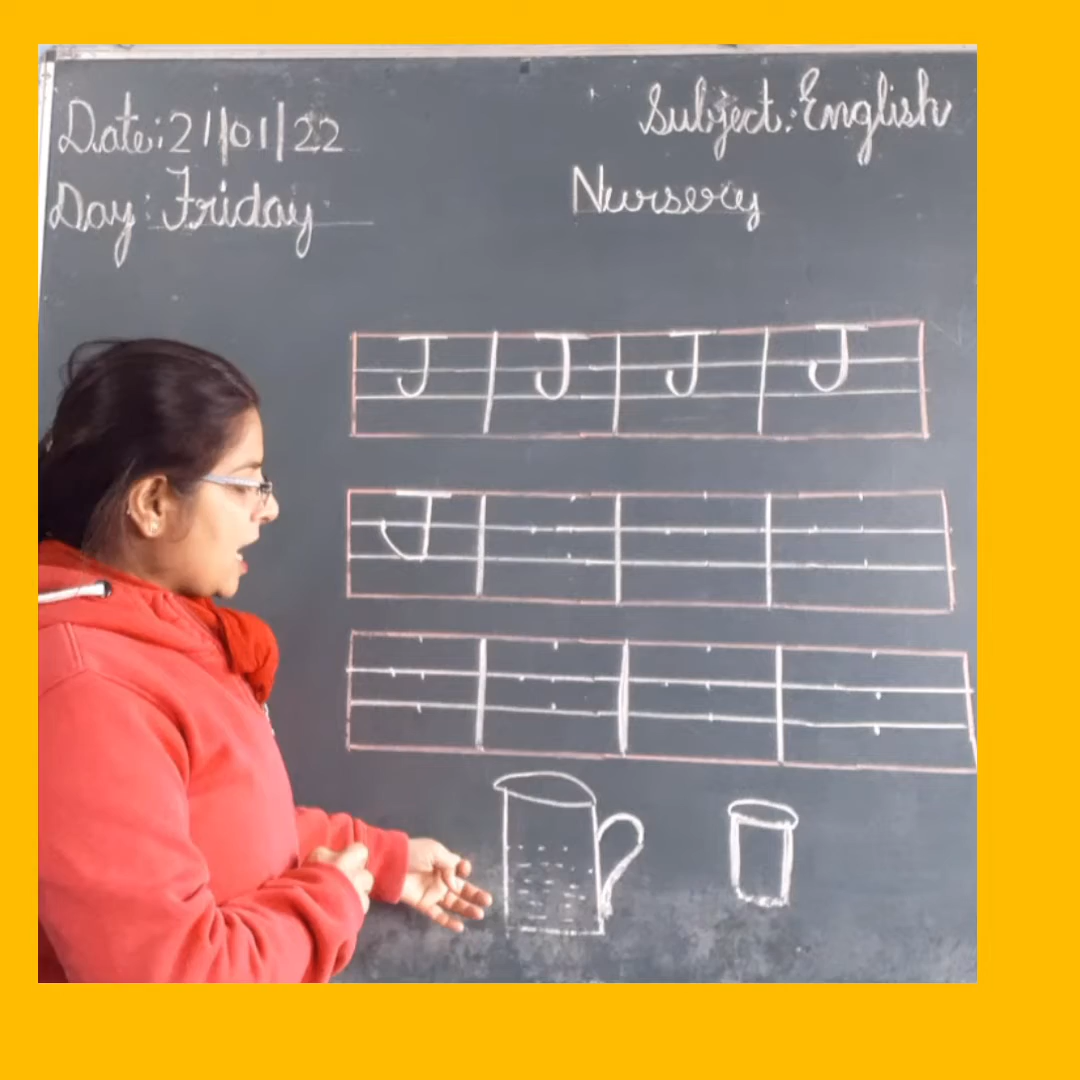 Date: 21/01/22
Subject: English
Day: Friday
Nursery
J J J J
J